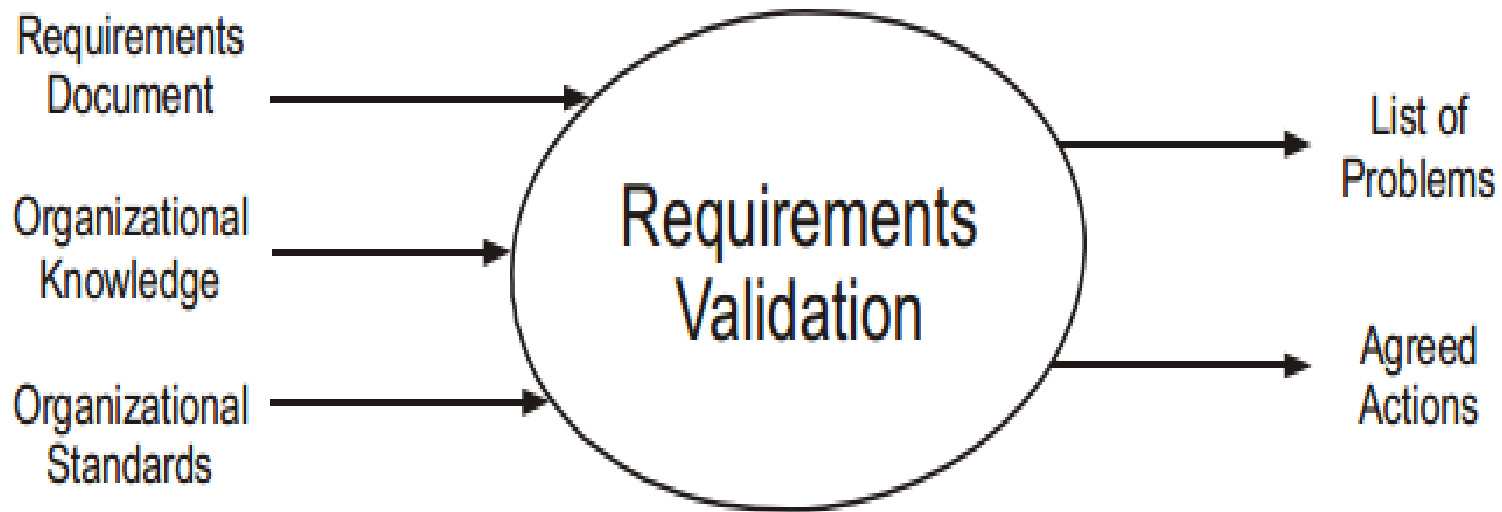 Requirements
Document
Organizational
Knowledge
Organizational
Standards
Requirements
Validation
List of
Problems
Agreed
Actions